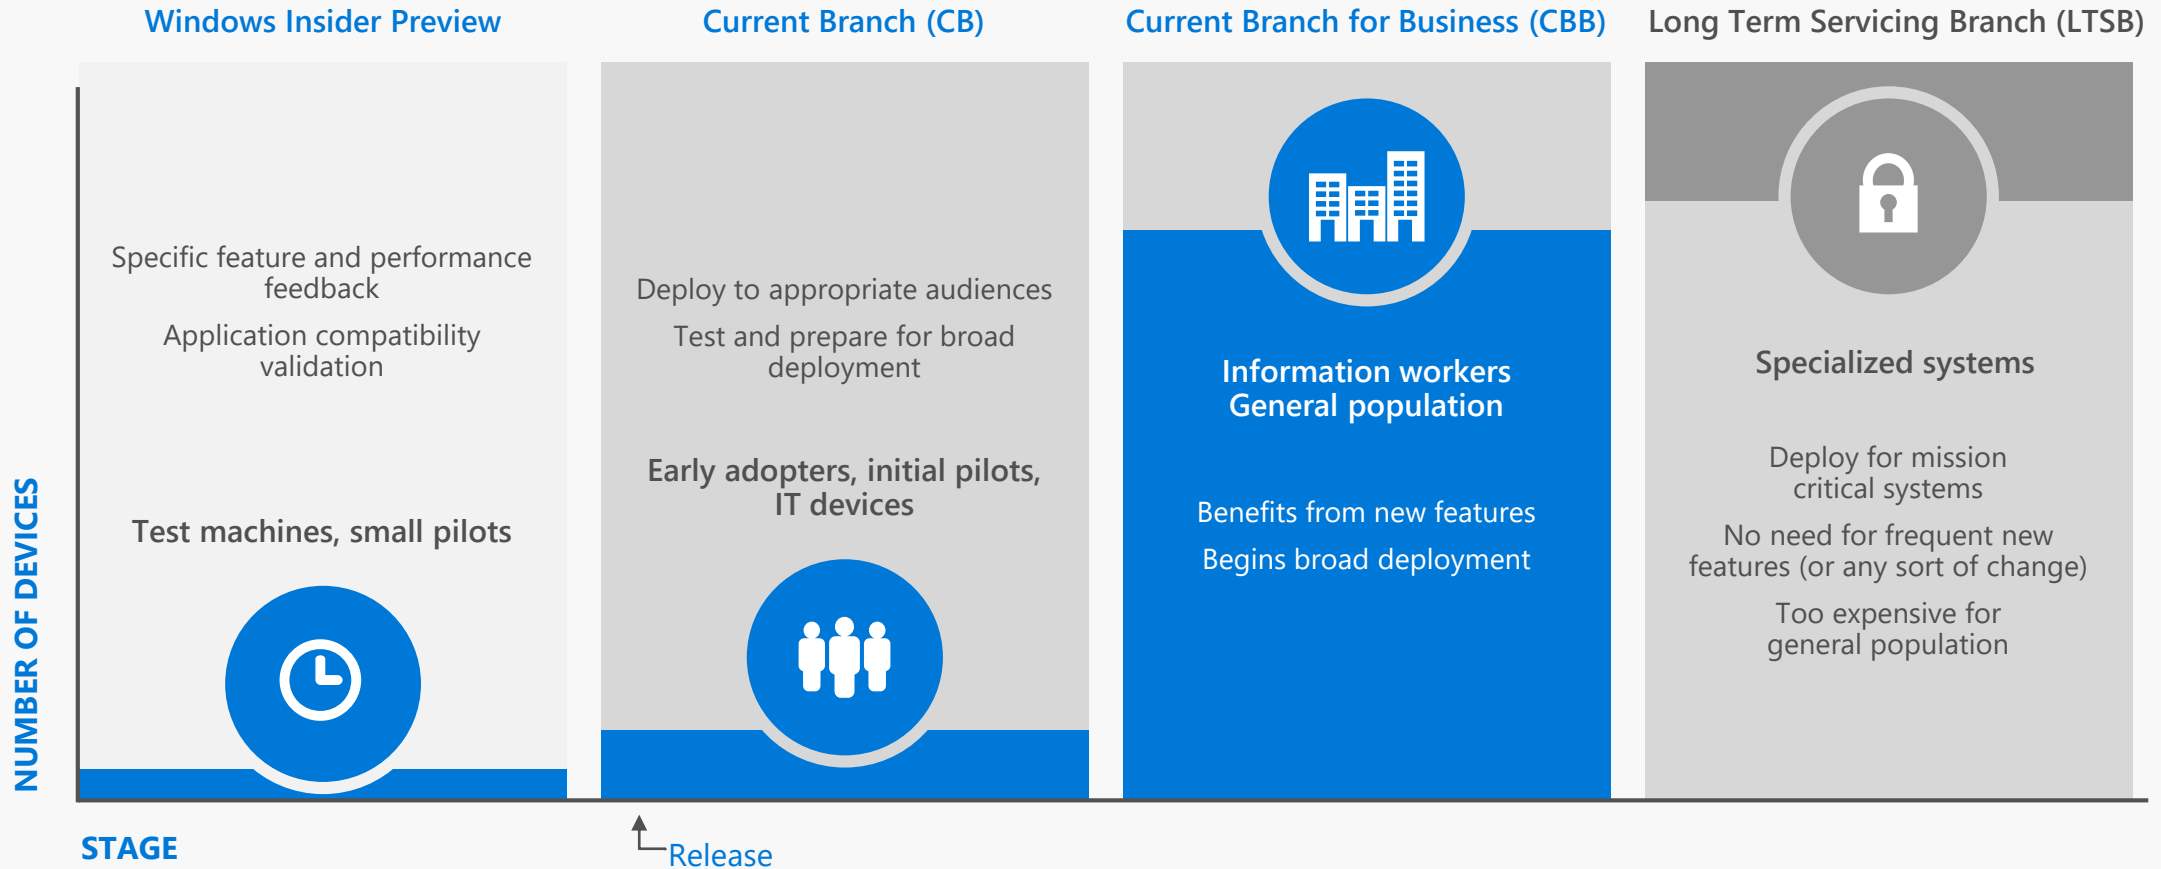 Windows Insider Preview
Current Branch (CB)
Current Branch for Business (CBB)
Long Term Servicing Branch (LTSB)
Specific feature and performance
feedback
Application compatibility
validation
Test machines, small pilots
Deploy to appropriate audiences
Test and prepare for broad
deployment
Early adopters, initial pilots,
IT devices
Information workers
General population
Benefits from new features
Begins broad deployment
Specialized systems
Deploy for mission
critical systems
No need for frequent new
features (or any sort of change)
Too expensive for
general population
NUMBER OF DEVICES
STAGE
Release